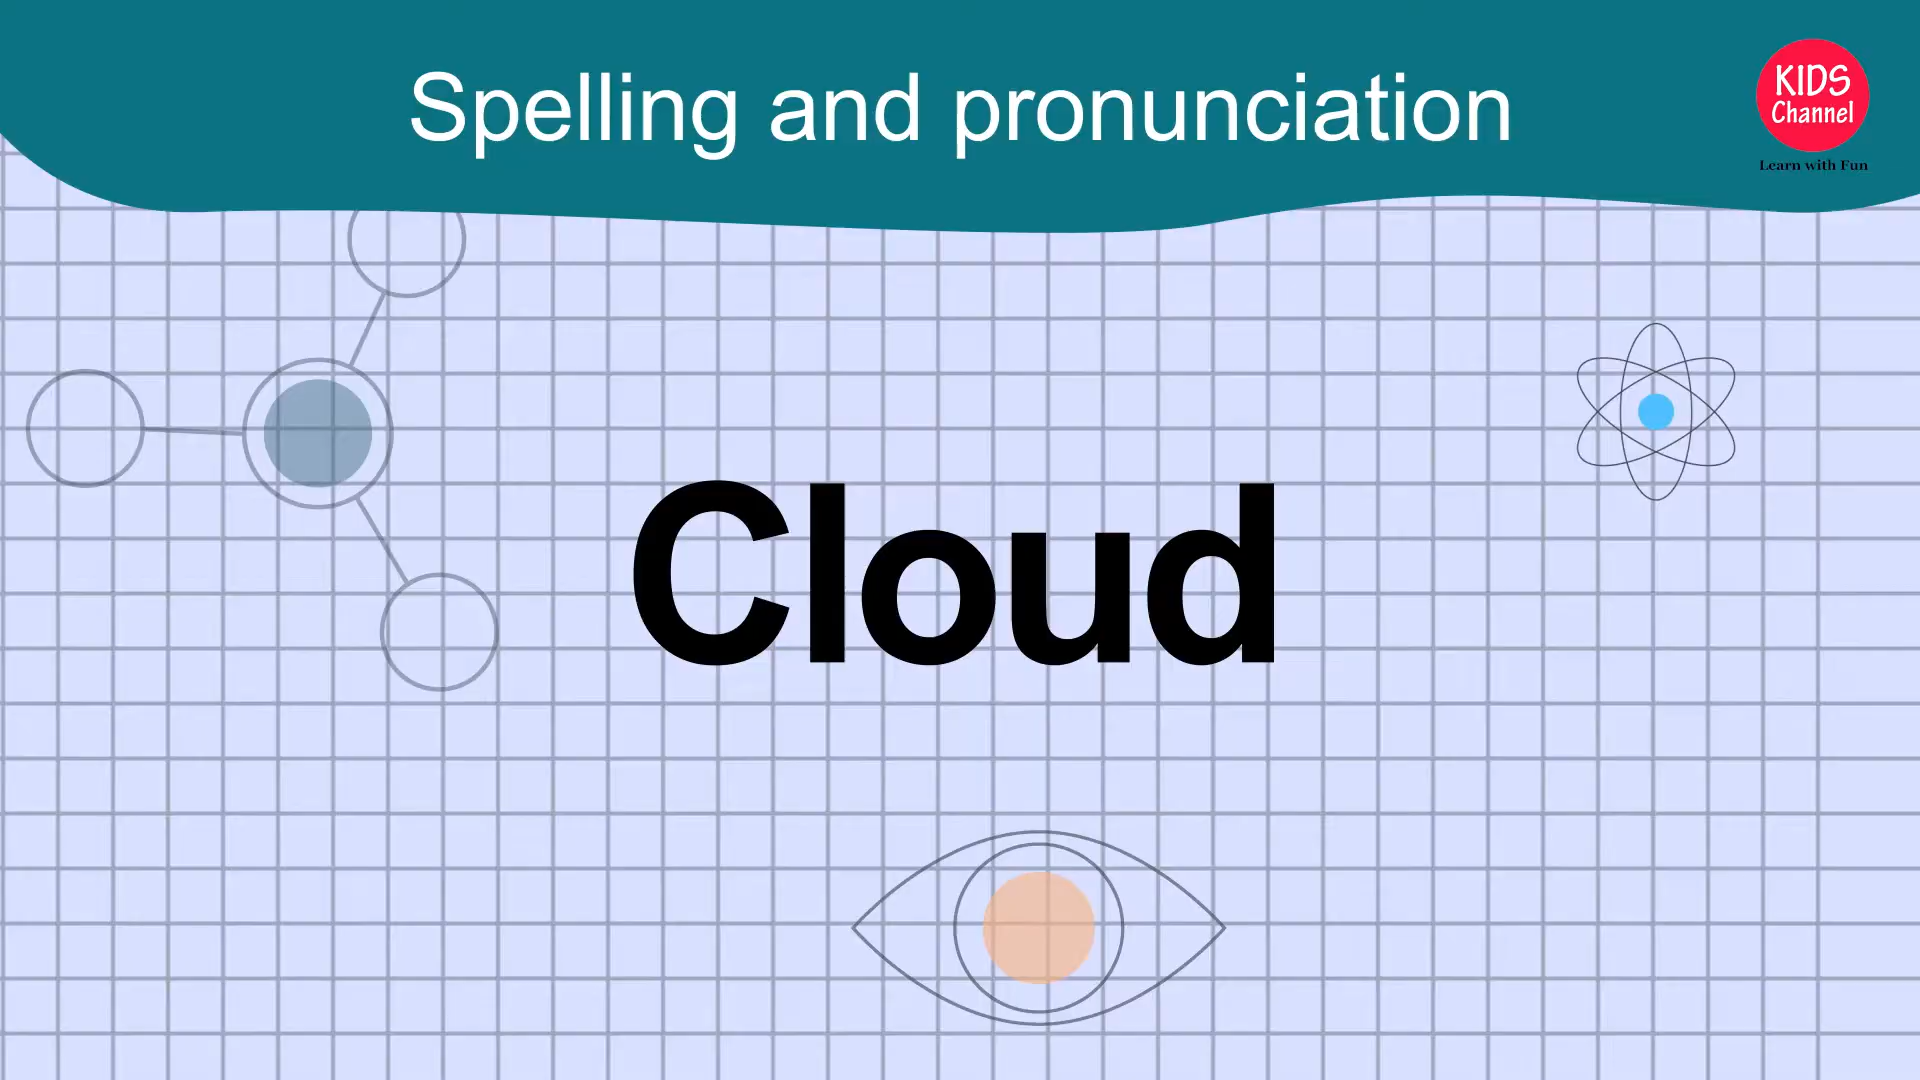 Spelling and pronunciation
KIDS
Channel
Learn with Fun
Cloud